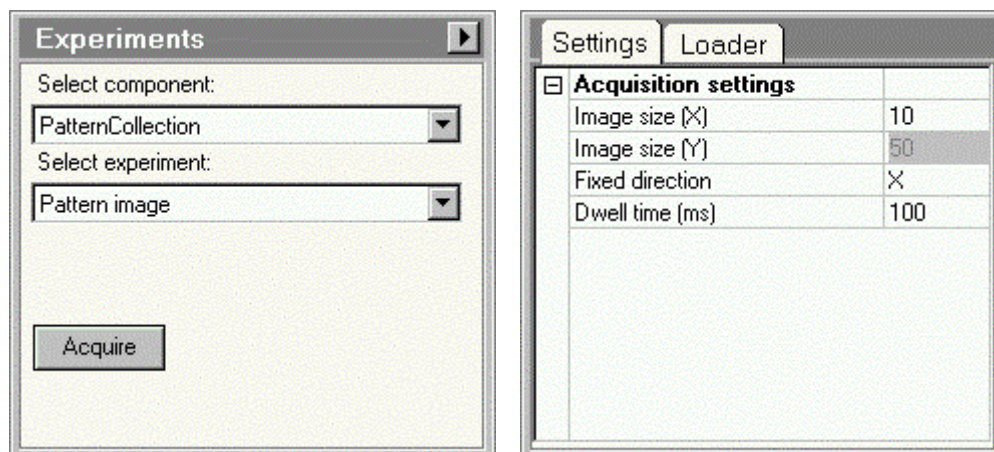 Experiments
Select component:
PatternCollection
Select experiment:
Pattern image
Acquire
Settings Loader
Acquisition settings
Image size (X) 10
Image size (Y) 50
Fixed direction X
Dwell time (ms) 100